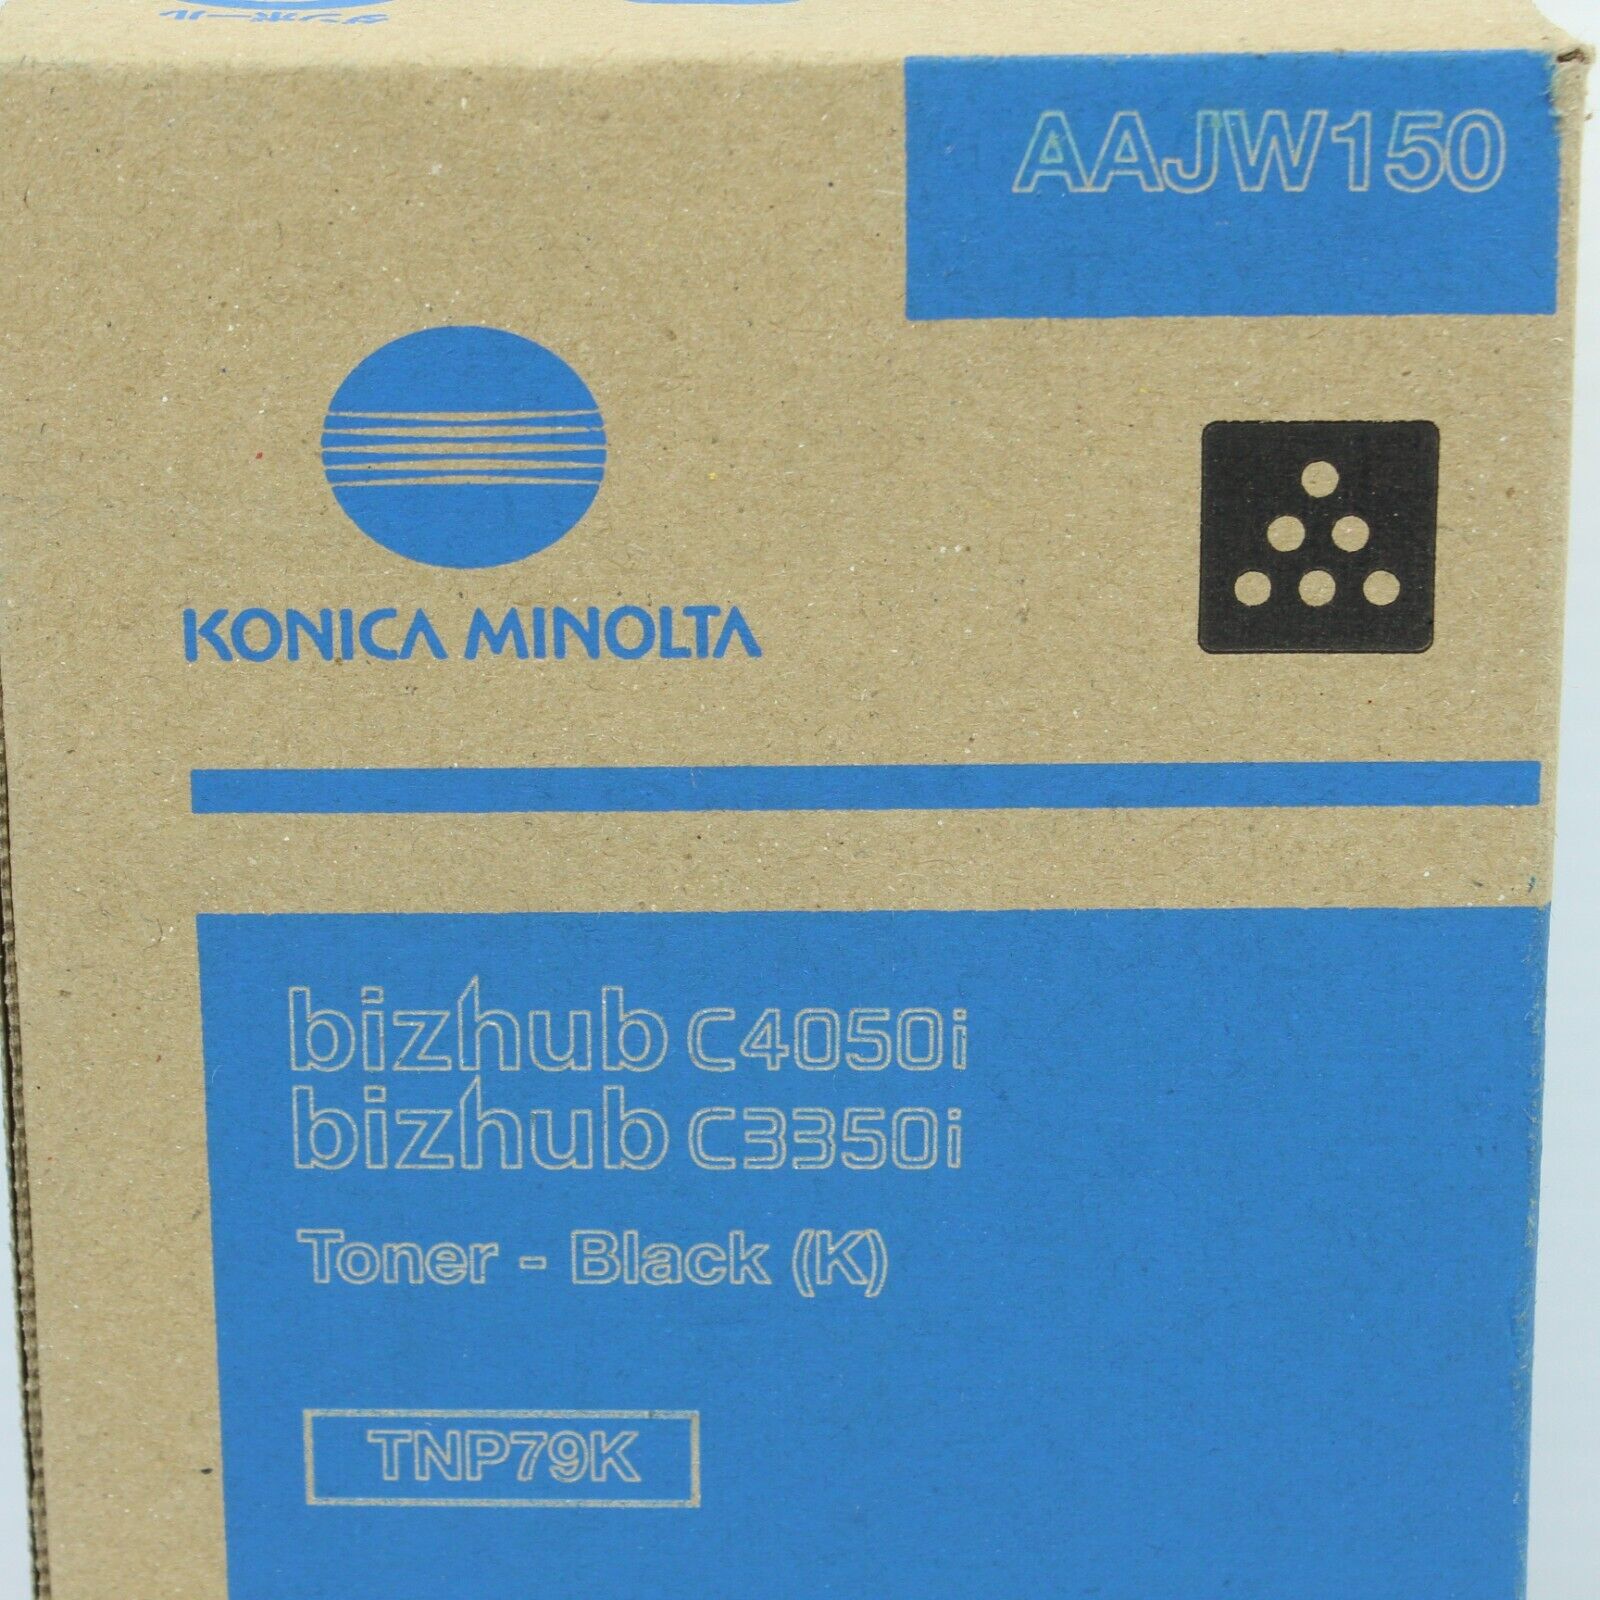 AAJW150
KONICA MINOLTA
bizhub C4050i
bizhub C3350i
Toner - Black (K)
TNP79K